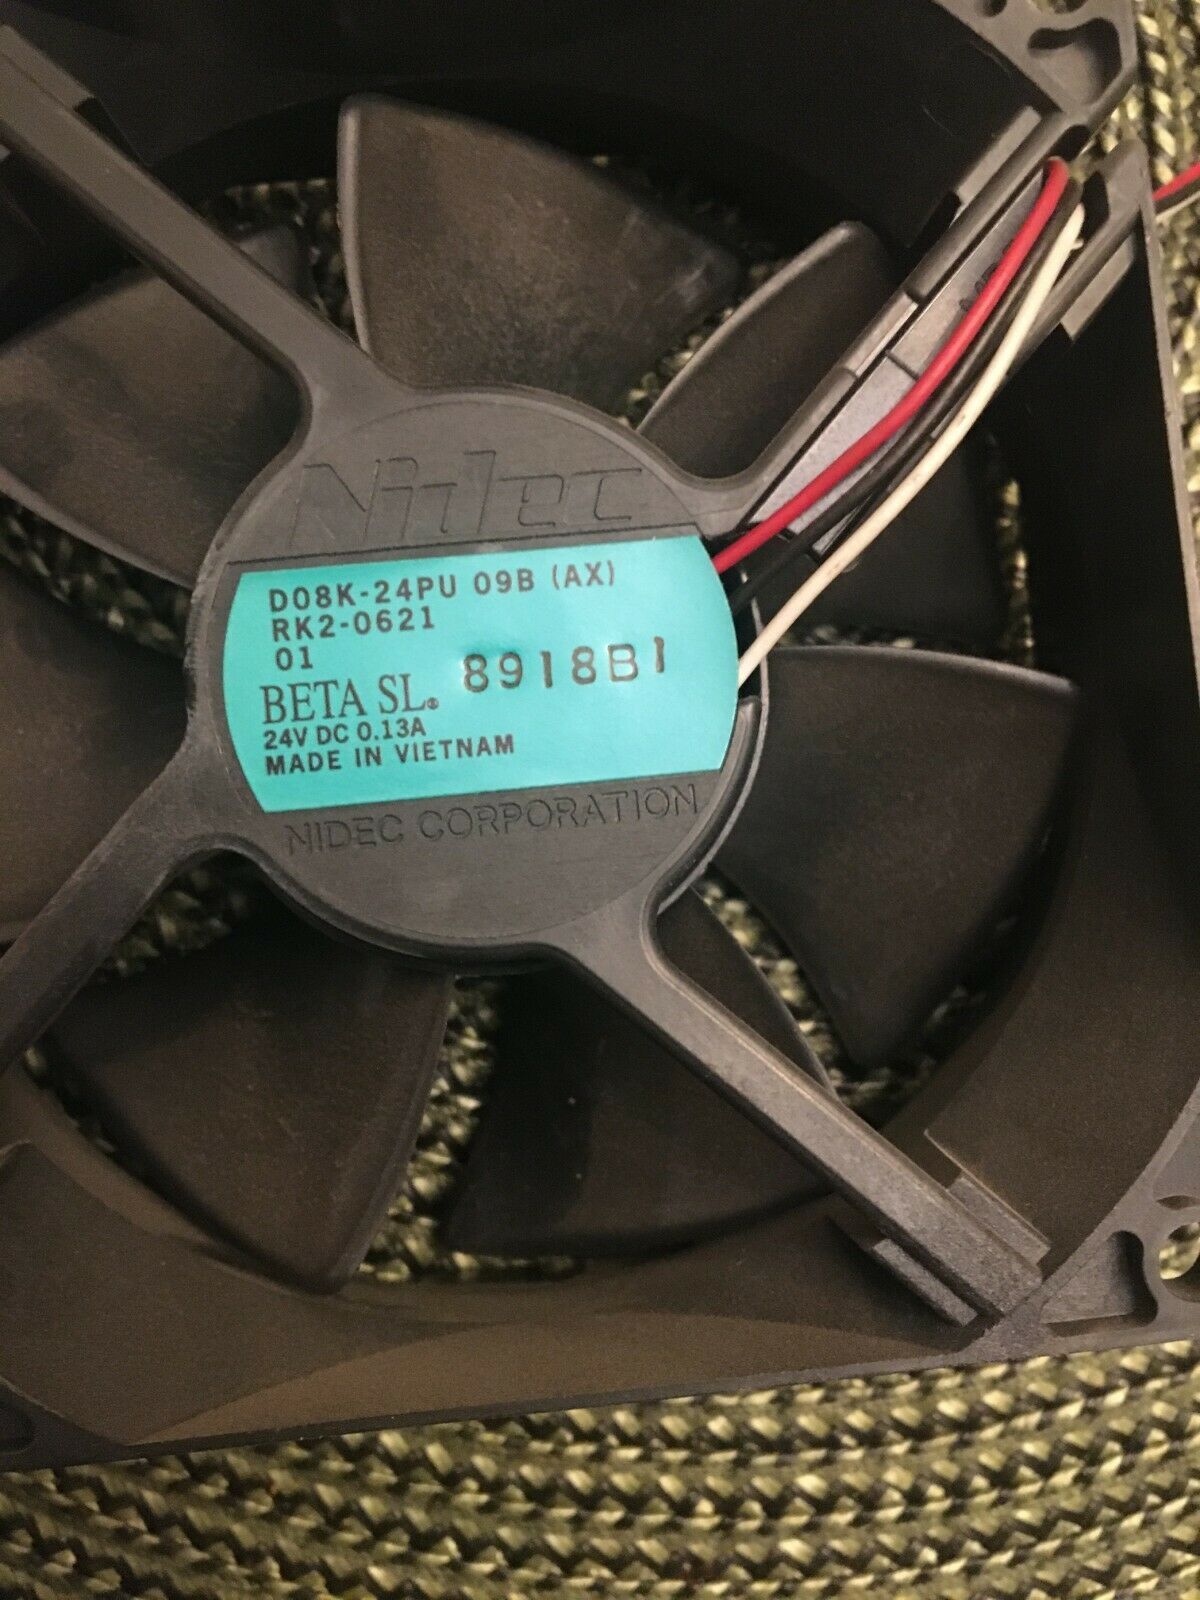 Nidec
D08K-24PU 09B (AX)
RK2-0621
01
8918B1
BETA SL®
24V DC 0.13A
MADE IN VIETNAM
NIDEC CORPORATION